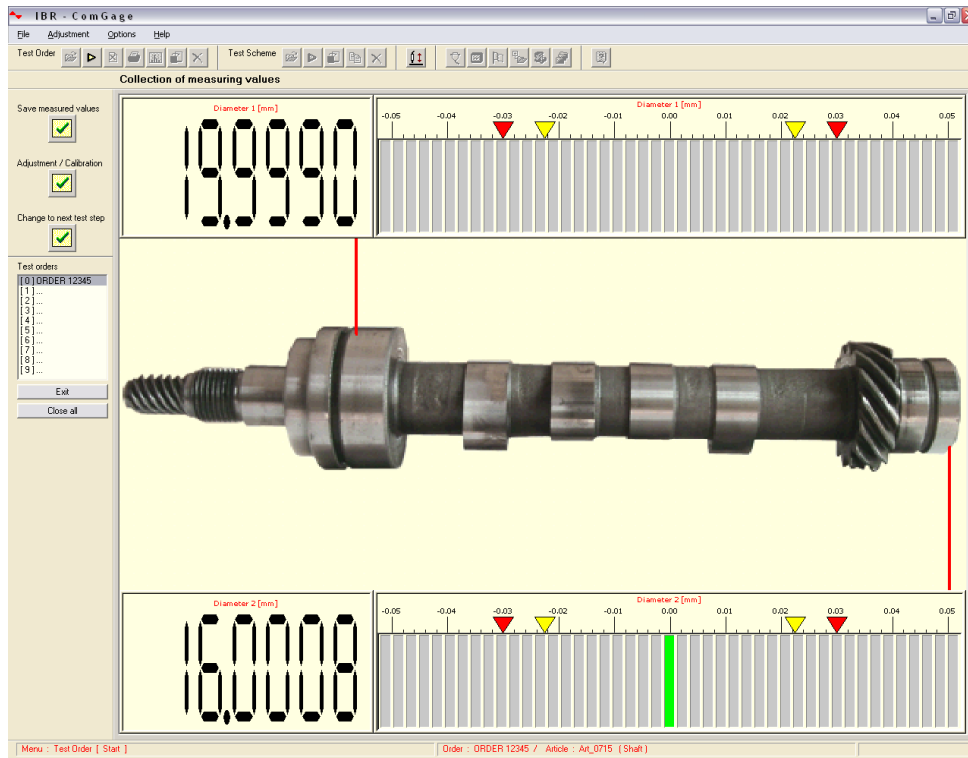 IBR - ComGage
File Adjustment Options Help
Test Order Test Scheme
Collection of measuring values
Save measured values
Adjustment / Calibration
Change to next test step
Test orders
[ 0 ] ORDER 12345
[ 1 ] ...
[ 2 ] ...
[ 3 ] ...
[ 4 ] ...
[ 5 ] ...
[ 6 ] ...
[ 7 ] ...
[ 8 ] ...
[ 9 ] ...
Exit
Close all
Diameter 1 [mm]
19,9990
Diameter 1 [mm]
-0.05 -0.04 -0.03 -0.02 -0.01 0.00 0.01 0.02 0.03 0.05
Diameter 2 [mm]
16,0008
Diameter 2 [mm]
-0.05 -0.04 -0.03 -0.02 -0.01 0.00 0.01 0.02 0.03 0.04 0.05
Menu : Test Order [ Start ]
Order : ORDER 12345 / Article : Art_0715 ( Shaft )